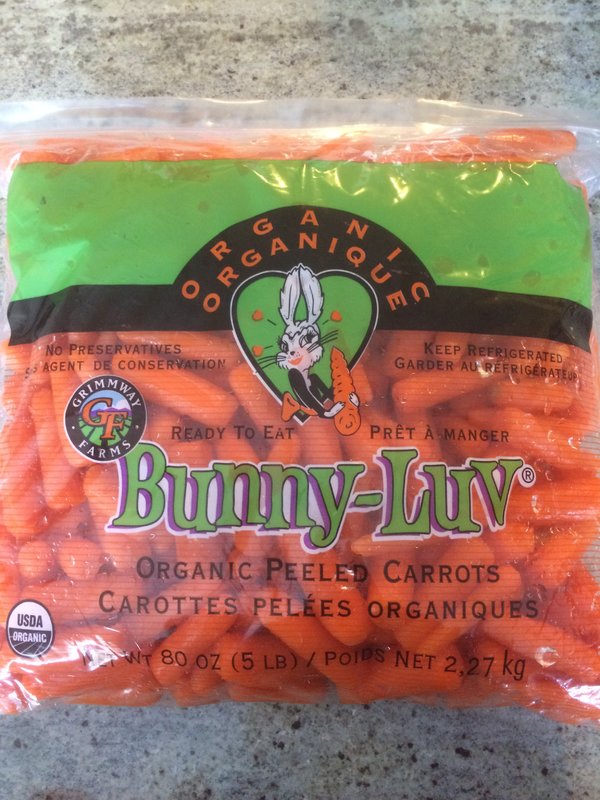 ORGANIC
ORGANIQUE
NO PRESERVATIVES
AGENT DE CONSERVATION
KEEP REFRIGERATED
GARDER AU RÉFRIGÉRATEUR
GRIMMWAY
GF
FARMS
READY TO EAT
PRÊT À MANGER
Bunny-Luv®
ORGANIC PEELED CARROTS
CAROTTES PELÉES ORGANIQUES
USDA
ORGANIC
NET WT 80 OZ (5 LB) / POIDS NET 2,27 kg